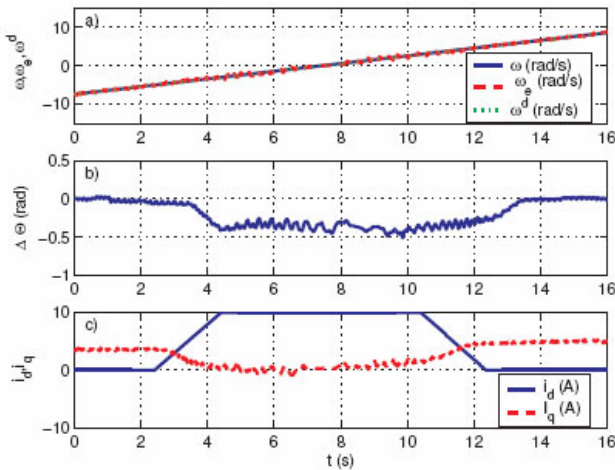 a)
ω,ω_e,ω^d
10
0
−10
ω (rad/s)
ω_e (rad/s)
ω^d (rad/s)
0 2 4 6 8 10 12 14 16
b)
Δ Θ (rad)
0.5
0
−0.5
−1
0 2 4 6 8 10 12 14 16
c)
i_d,i_q
10
0
−10
i_d (A)
I_q (A)
0 2 4 6 8 10 12 14 16
t (s)